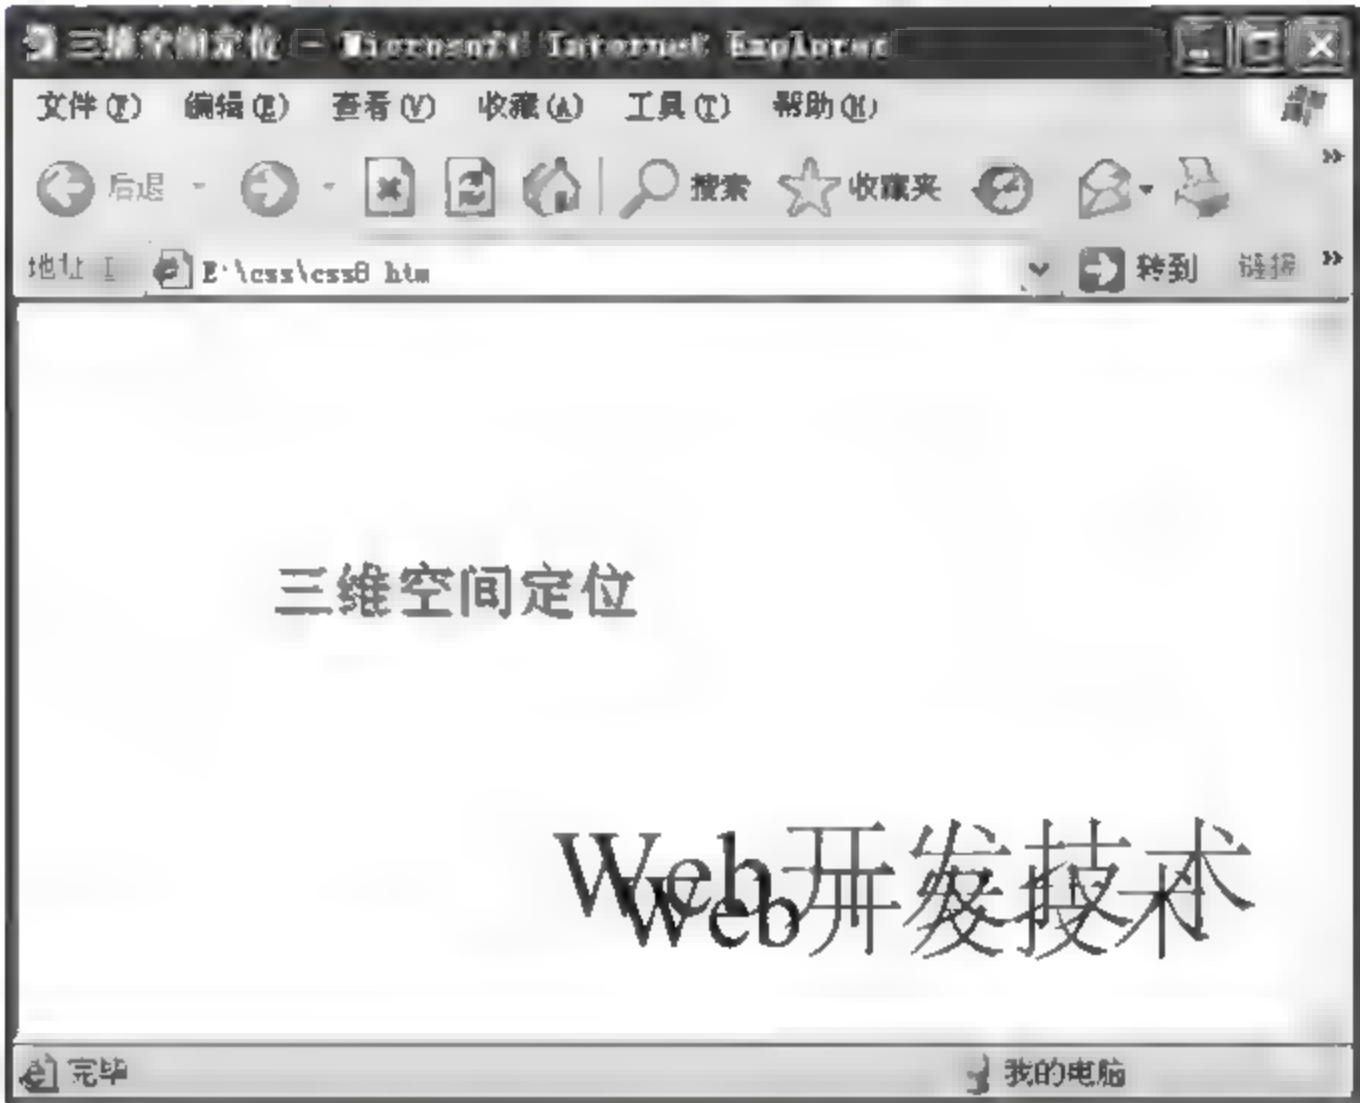 三维空间定位 - Microsoft Internet Explorer
文件(F) 编辑(E) 查看(V) 收藏(A) 工具(T) 帮助(H)
后退 搜索 收藏夹 »
地址 E:\css\css8 htm 转到 链接 »
三维空间定位
Web开发技术
Web开发技术
完毕 我的电脑